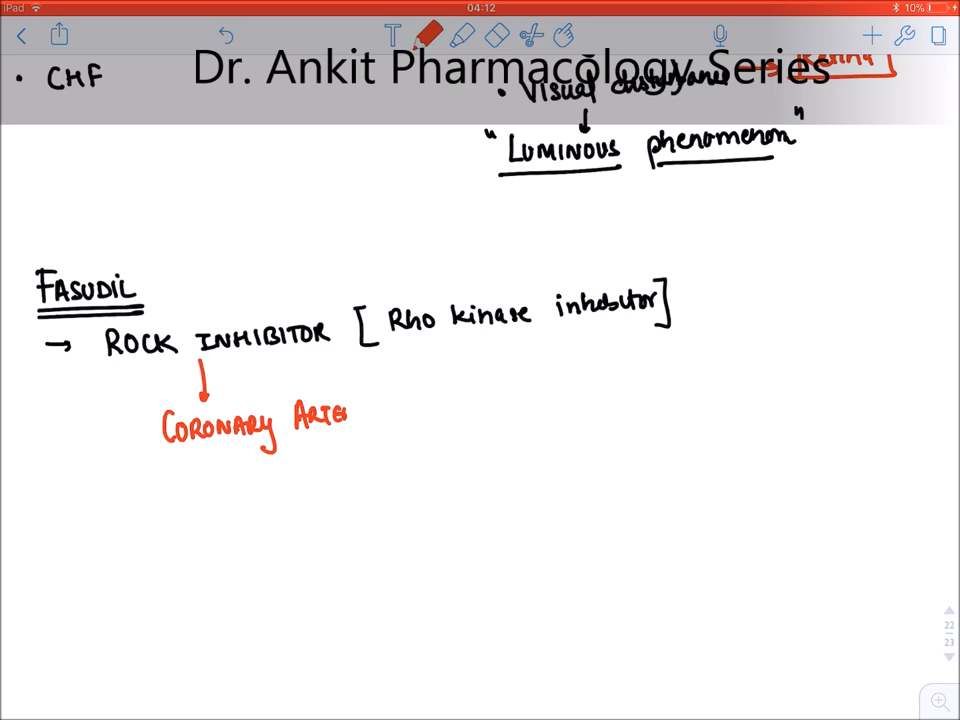 iPad 04:12 10%
Dr. Ankit Pharmacology Series
• CHF
• Visual
"LUMINOUS phenomenon"
FASUDIL
→ ROCK INHIBITOR [Rho kinase inhibitor]
CORONARY ARTE
22
23